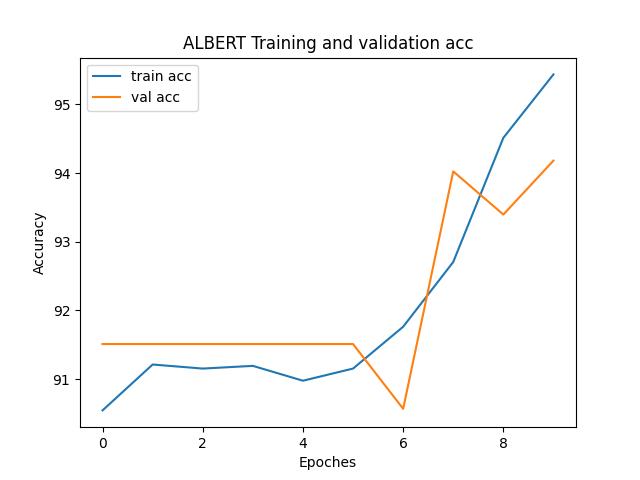 ALBERT Training and validation acc
train acc
val acc
95
94
93
92
91
Accuracy
0 2 4 6 8
Epoches